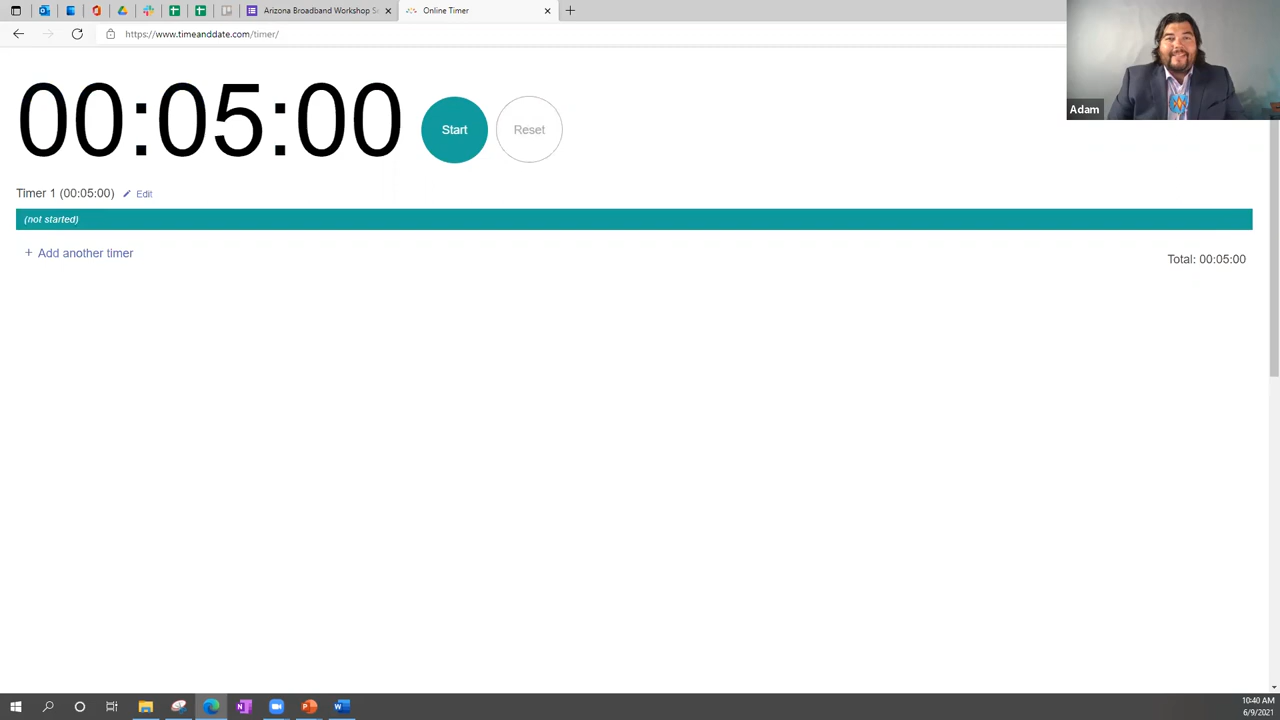 Arizona Broadband Workshop S
Online Timer
https://www.timeanddate.com/timer/
00:05:00
Start
Reset
Adam
Timer 1 (00:05:00)
Edit
(not started)
+ Add another timer
Total: 00:05:00
10:40 AM
6/9/2021